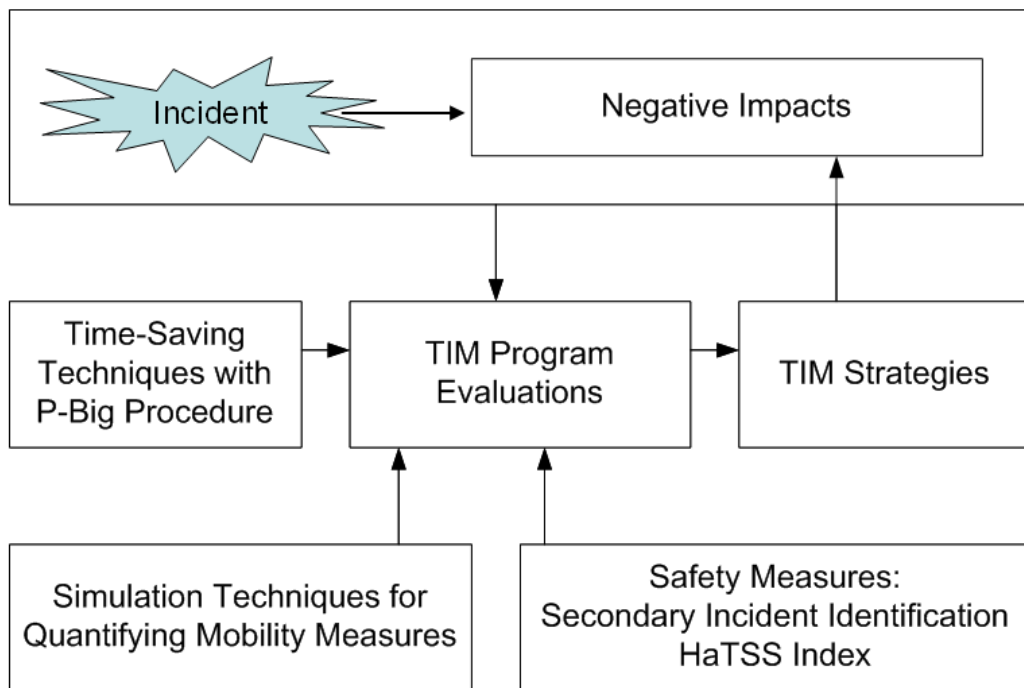 Incident
Negative Impacts
Time-Saving
Techniques with
P-Big Procedure
TIM Program
Evaluations
TIM Strategies
Simulation Techniques for
Quantifying Mobility Measures
Safety Measures:
Secondary Incident Identification
HaTSS Index